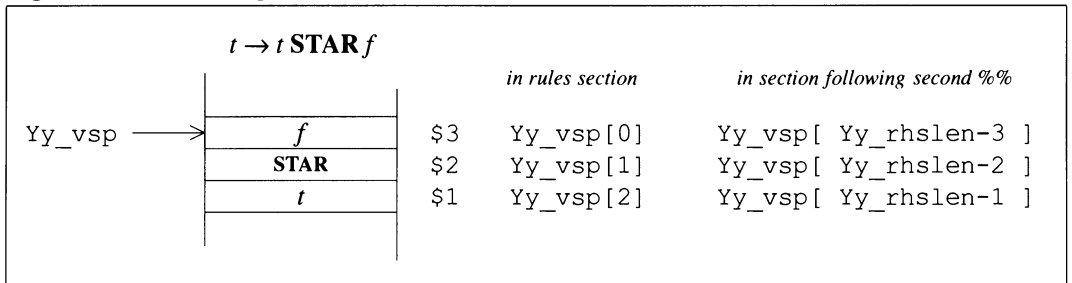 t → t STAR f
in rules section in section following second %%
Yy_vsp f $3 Yy_vsp[0] Yy_vsp[ Yy_rhslen-3 ]
STAR $2 Yy_vsp[1] Yy_vsp[ Yy_rhslen-2 ]
t $1 Yy_vsp[2] Yy_vsp[ Yy_rhslen-1 ]